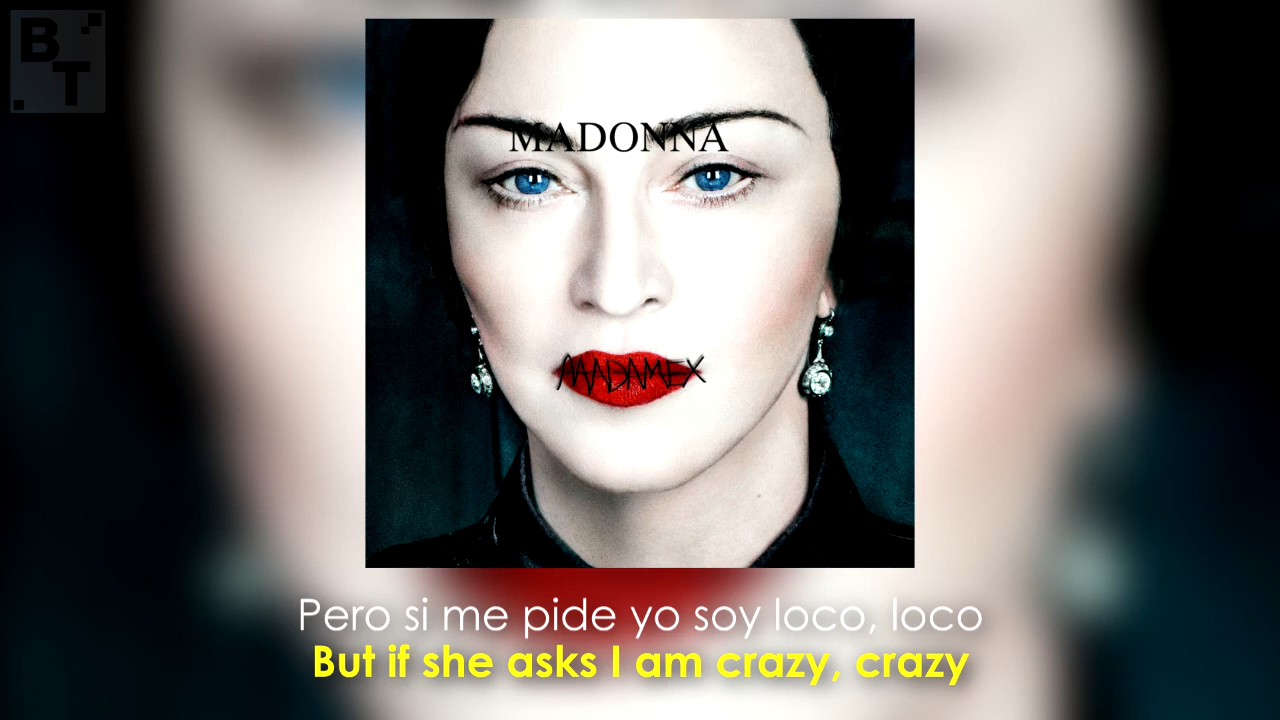 B
T
MADONNA
MADAMEX
Pero si me pide yo soy loco, loco
But if she asks I am crazy, crazy